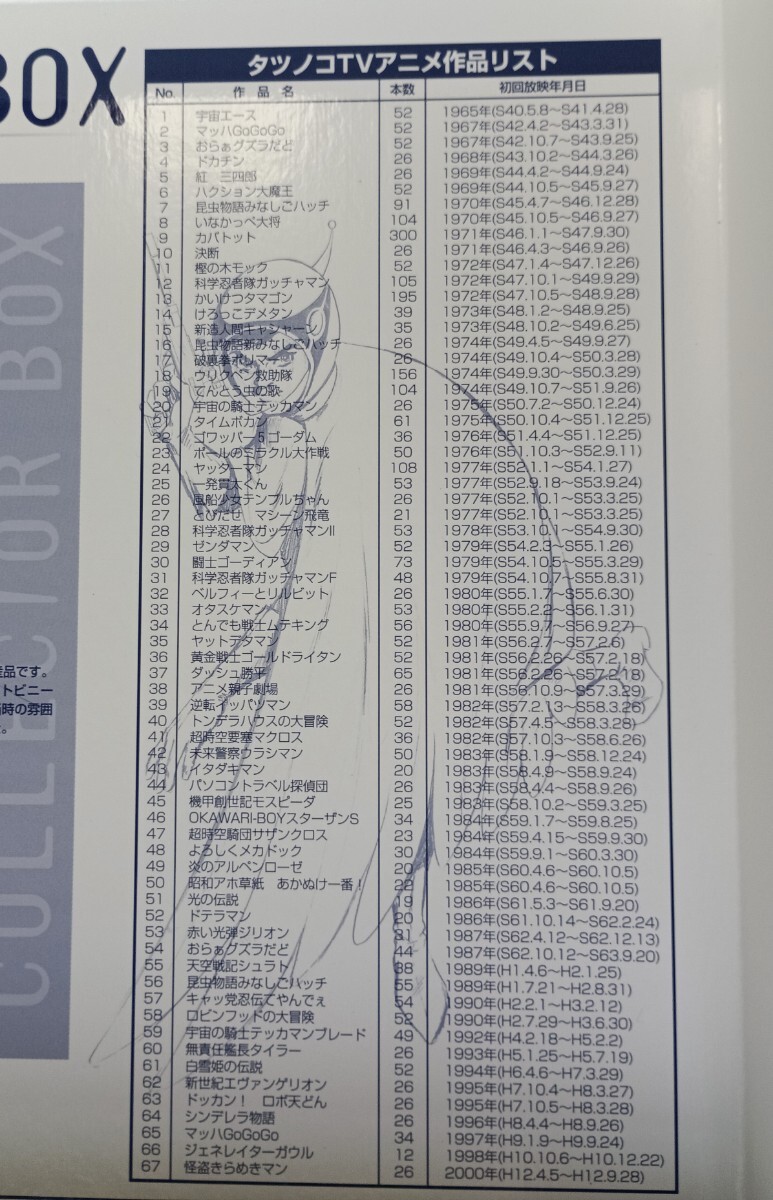 BOX
タツノコTVアニメ作品リスト
No. 作品名 本数 初回放映年月日
1 宇宙エース 52 1965年(S40.5.8～S41.4.28)
2 マッハGoGoGo 52 1967年(S42.4.2～S43.3.31)
3 おらぁグズラだど 52 1967年(S42.10.7～S43.9.25)
4 ドカチン 26 1968年(S43.10.2～S44.3.26)
5 紅 三四郎 26 1969年(S44.4.2～S44.9.24)
6 ハクション大魔王 52 1969年(S44.10.5～S45.9.27)
7 昆虫物語みなしごハッチ 91 1970年(S45.4.7～S46.12.28)
8 いなかっぺ大将 104 1970年(S45.10.5～S46.9.27)
9 カバトット 300 1971年(S46.1.1～S47.9.30)
10 決断 26 1971年(S46.4.3～S46.9.26)
11 樫の木モック 52 1972年(S47.1.4～S47.12.26)
12 科学忍者隊ガッチャマン 105 1972年(S47.10.1～S49.9.29)
13 かいけつタマゴン 195 1972年(S47.10.5～S48.9.28)
14 けろっこデメタン 39 1973年(S48.1.2～S48.9.25)
15 新造人間キャシャーン 35 1973年(S48.10.2～S49.6.25)
16 昆虫物語新みなしごハッチ 26 1974年(S49.4.5～S49.9.27)
17 破裏拳ポリマー 26 1974年(S49.10.4～S50.3.28)
18 ウリクペン救助隊 156 1974年(S49.9.30～S50.3.29)
19 てんとう虫の歌 104 1974年(S49.10.7～S51.9.26)
20 宇宙の騎士テッカマン 26 1975年(S50.7.2～S50.12.24)
21 タイムボカン 61 1975年(S50.10.4～S51.12.25)
22 ゴワッパー5ゴーダム 36 1976年(S51.4.4～S51.12.25)
23 ポールのミラクル大作戦 50 1976年(S51.10.3～S52.9.11)
24 ヤッターマン 108 1977年(S52.1.1～S54.1.27)
25 一発貫太くん 53 1977年(S52.9.18～S53.9.24)
26 風船少女テンプルちゃん 26 1977年(S52.10.1～S53.3.25)
27 とびだせ マシーン飛竜 21 1977年(S52.10.1～S53.3.25)
28 科学忍者隊ガッチャマンII 53 1978年(S53.10.1～S54.9.30)
29 ゼンダマン 52 1979年(S54.2.3～S55.1.26)
30 闘士ゴーディアン 73 1979年(S54.10.5～S55.3.29)
31 科学忍者隊ガッチャマンF 48 1979年(S54.10.7～S55.8.31)
32 ベルフィーとリルビット 26 1980年(S55.1.7～S55.6.30)
33 オタスケマン 53 1980年(S55.2.2～S56.1.31)
34 とんでも戦士ムテキング 56 1980年(S55.9.7～S56.9.27)
35 ヤットデタマン 52 1981年(S56.2.7～S57.2.6)
36 黄金戦士ゴールドライタン 52 1981年(S56.2.26～S57.2.18)
37 ダッシュ勝平 65 1981年(S56.2.26～S57.2.18)
38 アニメ親子劇場 26 1981年(S56.10.9～S57.3.29)
39 逆転イッパツマン 58 1982年(S57.2.13～S58.3.26)
40 トンデラハウスの大冒険 52 1982年(S57.4.5～S58.3.28)
41 超時空要塞マクロス 36 1982年(S57.10.3～S58.6.26)
42 未来警察ウラシマン 50 1983年(S58.1.9～S58.12.24)
43 イタダキマン 20 1983年(S58.4.9～S58.9.24)
44 パソコントラベル探偵団 26 1983年(S58.4.4～S58.9.26)
45 機甲創世記モスピーダ 25 1983年(S58.10.2～S59.3.25)
46 OKAWARI-BOYスターザンS 34 1984年(S59.1.7～S59.8.25)
47 超時空騎団サザンクロス 23 1984年(S59.4.15～S59.9.30)
48 よろしくメカドック 30 1984年(S59.9.1～S60.3.30)
49 炎のアルペンローゼ 20 1985年(S60.4.6～S60.10.5)
50 昭和アホ草紙 あかぬけ一番! 22 1985年(S60.4.6～S60.10.5)
51 光の伝説 19 1986年(S61.5.3～S61.9.20)
52 ドテラマン 20 1986年(S61.10.14～S62.2.24)
53 赤い光弾ジリオン 31 1987年(S62.4.12～S62.12.13)
54 おらぁグズラだど 44 1987年(S62.10.12～S63.9.20)
55 天空戦記シュラト 38 1989年(H1.4.6～H2.1.25)
56 昆虫物語みなしごハッチ 55 1989年(H1.7.21～H2.8.31)
57 キャッ党忍伝てやんでぇ 54 1990年(H2.2.1～H3.2.12)
58 ロビンフッドの大冒険 52 1990年(H2.7.29～H3.6.30)
59 宇宙の騎士テッカマンブレード 49 1992年(H4.2.18～H5.2.2)
60 無責任艦長タイラー 26 1993年(H5.1.25～H5.7.19)
61 白雪姫の伝説 52 1994年(H6.4.6～H7.3.29)
62 新世紀エヴァンゲリオン 26 1995年(H7.10.4～H8.3.27)
63 ドッカン! ロボ天どん 26 1995年(H7.10.5～H8.3.28)
64 シンデレラ物語 26 1996年(H8.4.4～H8.9.26)
65 マッハGoGoGo 34 1997年(H9.1.9～H9.9.24)
66 ジェネレイターガウル 12 1998年(H10.10.6～H10.12.22)
67 怪盗きらめきマン 26 2000年(H12.4.5～H12.9.28)
COLLECTOR BOX
産品です。
トビニー
当時の雰囲
。